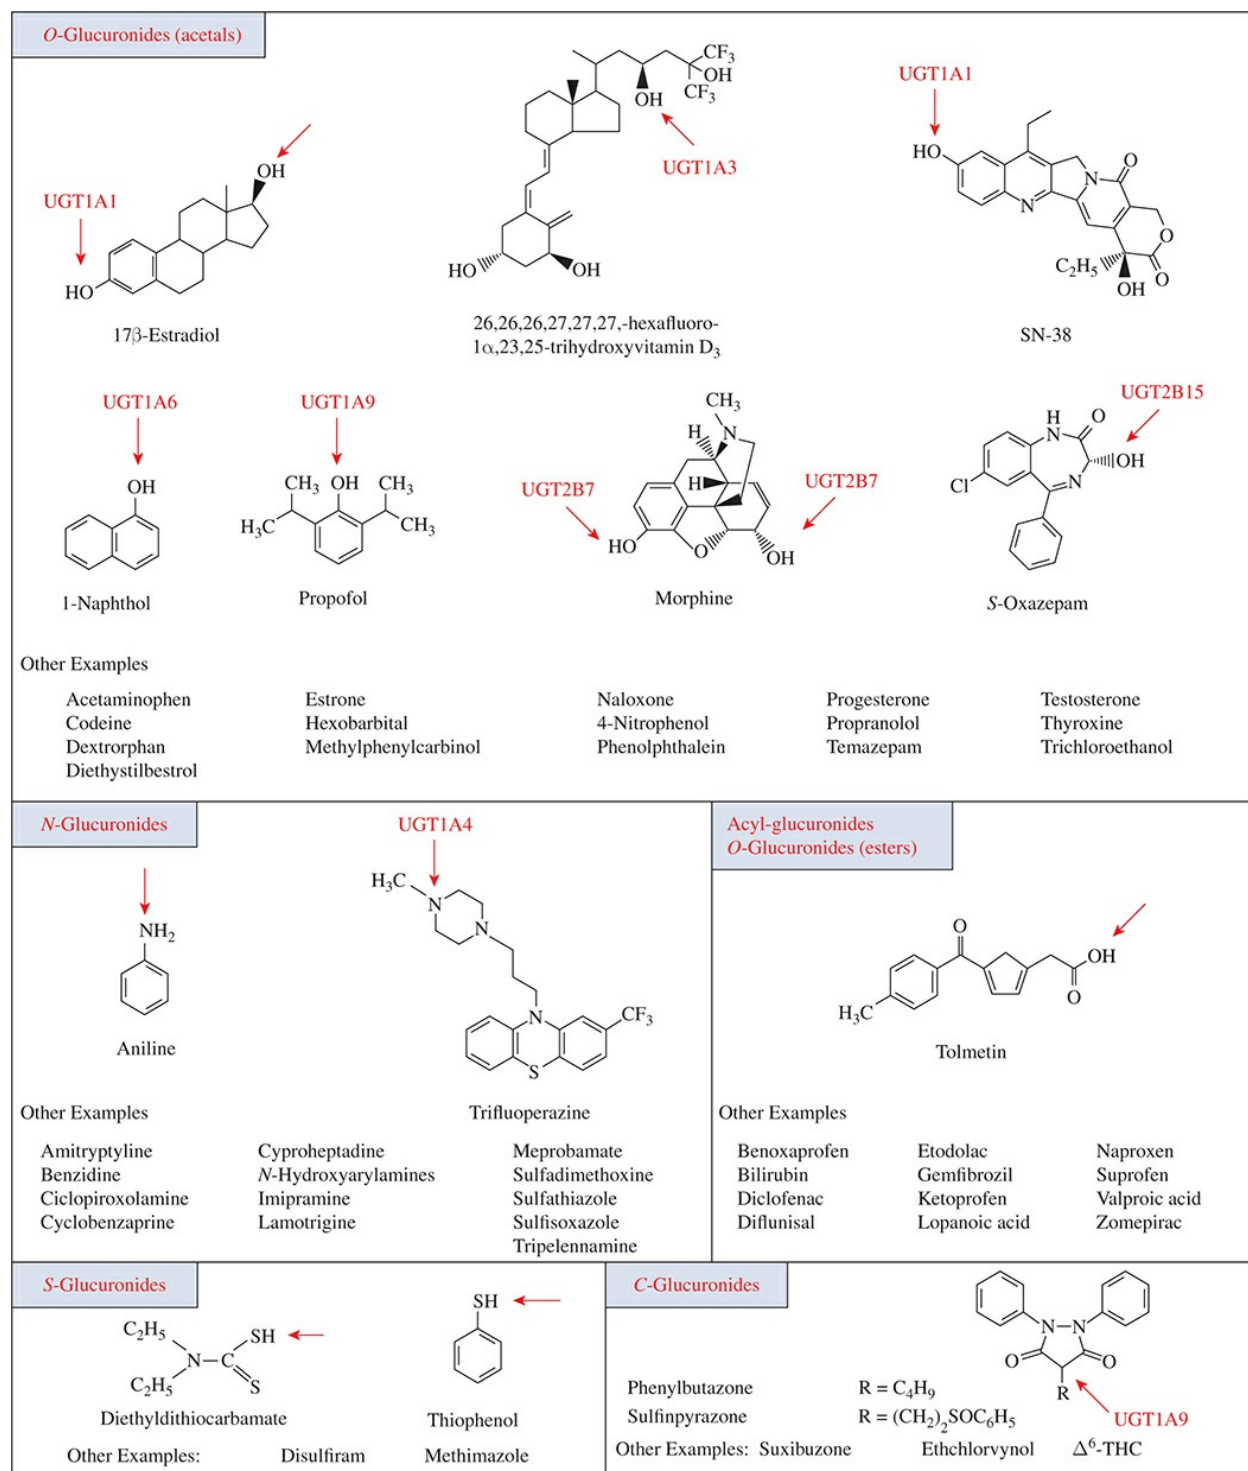 O-Glucuronides (acetals)
CF3
OH
CF3
OH
UGT1A3
HO
OH
26,26,26,27,27,27,-hexafluoro-
1α,23,25-trihydroxyvitamin D3
UGT1A1
OH
HO
17β-Estradiol
UGT1A1
HO
N
O
N
O
C2H5
OH
O
SN-38
UGT1A6
OH
1-Naphthol
UGT1A9
CH3 OH CH3
H3C
CH3
Propofol
CH3
N
H
H
UGT2B7
UGT2B7
HO
O
OH
Morphine
UGT2B15
H
N
O
OH
N
Cl
S-Oxazepam
Other Examples
Acetaminophen Estrone Naloxone Progesterone Testosterone
Codeine Hexobarbital 4-Nitrophenol Propranolol Thyroxine
Dextrorphan Methylphenylcarbinol Phenolphthalein Temazepam Trichloroethanol
Diethystilbestrol
N-Glucuronides
NH2
Aniline
UGT1A4
H3C
N
N
N
CF3
S
Trifluoperazine
Other Examples
Amitryptyline Cyproheptadine Meprobamate
Benzidine N-Hydroxyarylamines Sulfadimethoxine
Ciclopiroxolamine Imipramine Sulfathiazole
Cyclobenzaprine Lamotrigine Sulfisoxazole
Tripelennamine
Acyl-glucuronides
O-Glucuronides (esters)
O
OH
O
H3C
Tolmetin
Other Examples
Benoxaprofen Etodolac Naproxen
Bilirubin Gemfibrozil Suprofen
Diclofenac Ketoprofen Valproic acid
Diflunisal Lopanoic acid Zomepirac
S-Glucuronides
C2H5
SH
N C
C2H5
S
Diethyldithiocarbamate
SH
Thiophenol
Other Examples: Disulfiram Methimazole
C-Glucuronides
N N
O O
R
UGT1A9
Phenylbutazone R = C4H9
Sulfinpyrazone R = (CH2)2SOC6H5
Other Examples: Suxibuzone Ethchlorvynol Δ6-THC